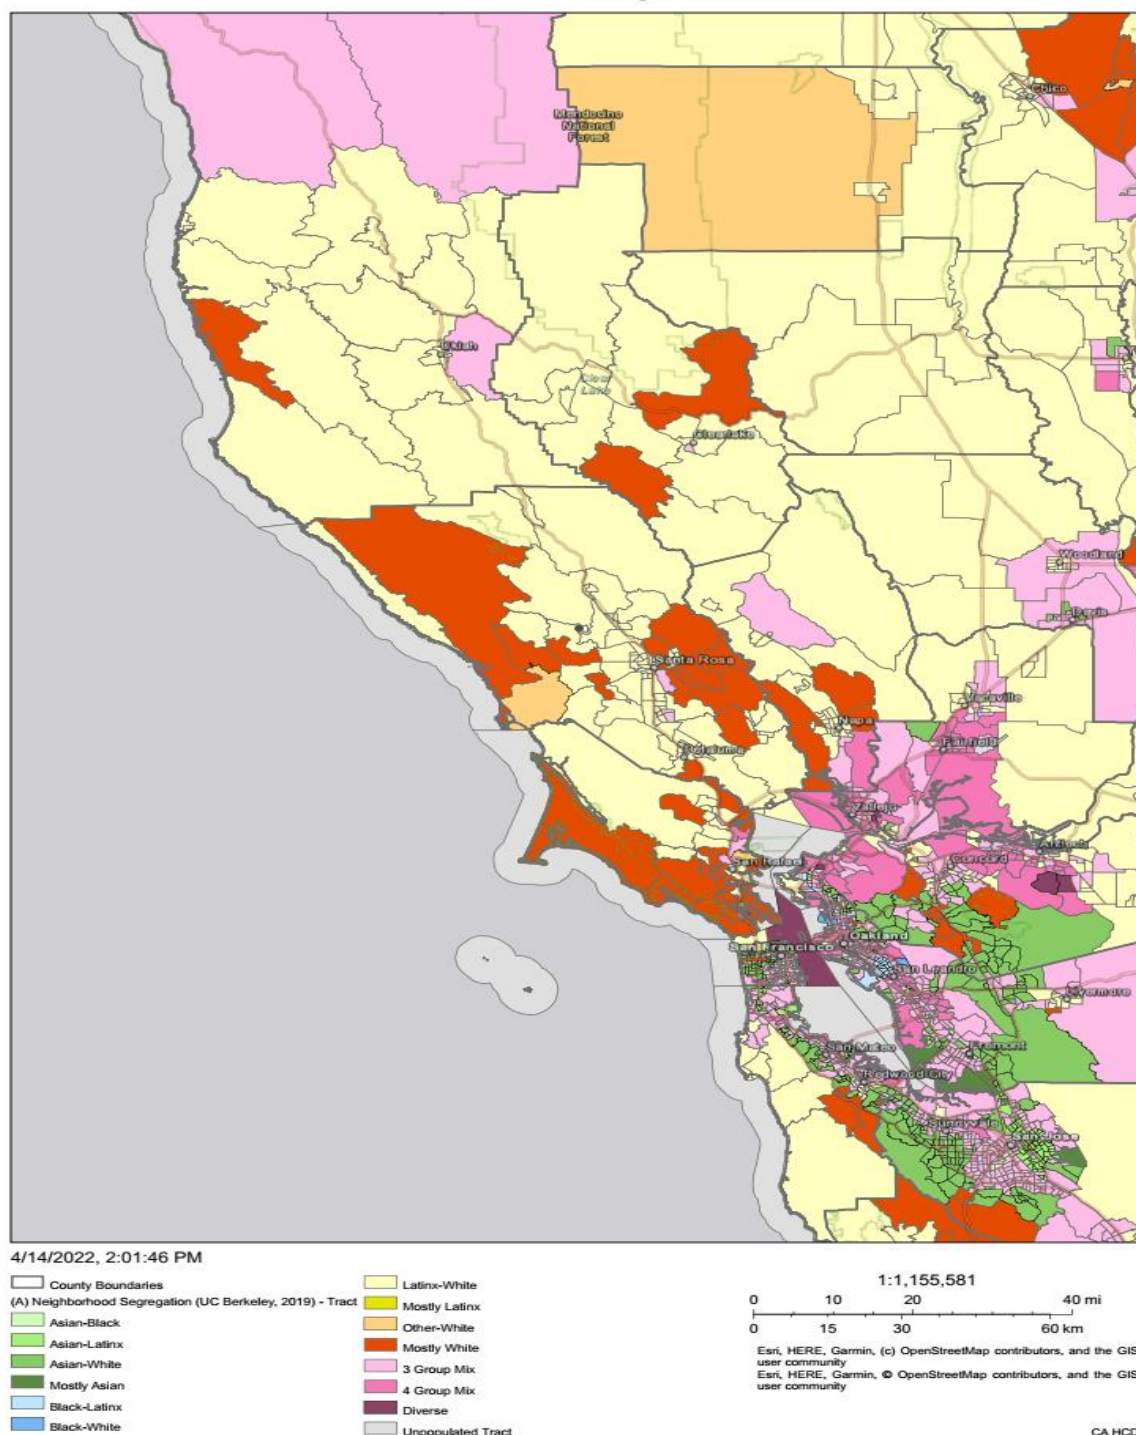 Mendocino
National
Forest
Chico
Ukiah
Clear
Lake
Clearlake
Woodland
Davis
Santa Rosa
Vacaville
Napa
Fairfield
Petaluma
Vallejo
Antioch
Concord
San Rafael
Oakland
San Francisco
San Leandro
Livermore
Fremont
San Mateo
Redwood City
Sunnyvale
San Jose
4/14/2022, 2:01:46 PM
County Boundaries
(A) Neighborhood Segregation (UC Berkeley, 2019) - Tract
Asian-Black
Asian-Latinx
Asian-White
Mostly Asian
Black-Latinx
Black-White
Latinx-White
Mostly Latinx
Other-White
Mostly White
3 Group Mix
4 Group Mix
Diverse
Unpopulated Tract
1:1,155,581
0 10 20 40 mi
0 15 30 60 km
Esri, HERE, Garmin, (c) OpenStreetMap contributors, and the GIS
user community
Esri, HERE, Garmin, © OpenStreetMap contributors, and the GIS
user community
CA HCD